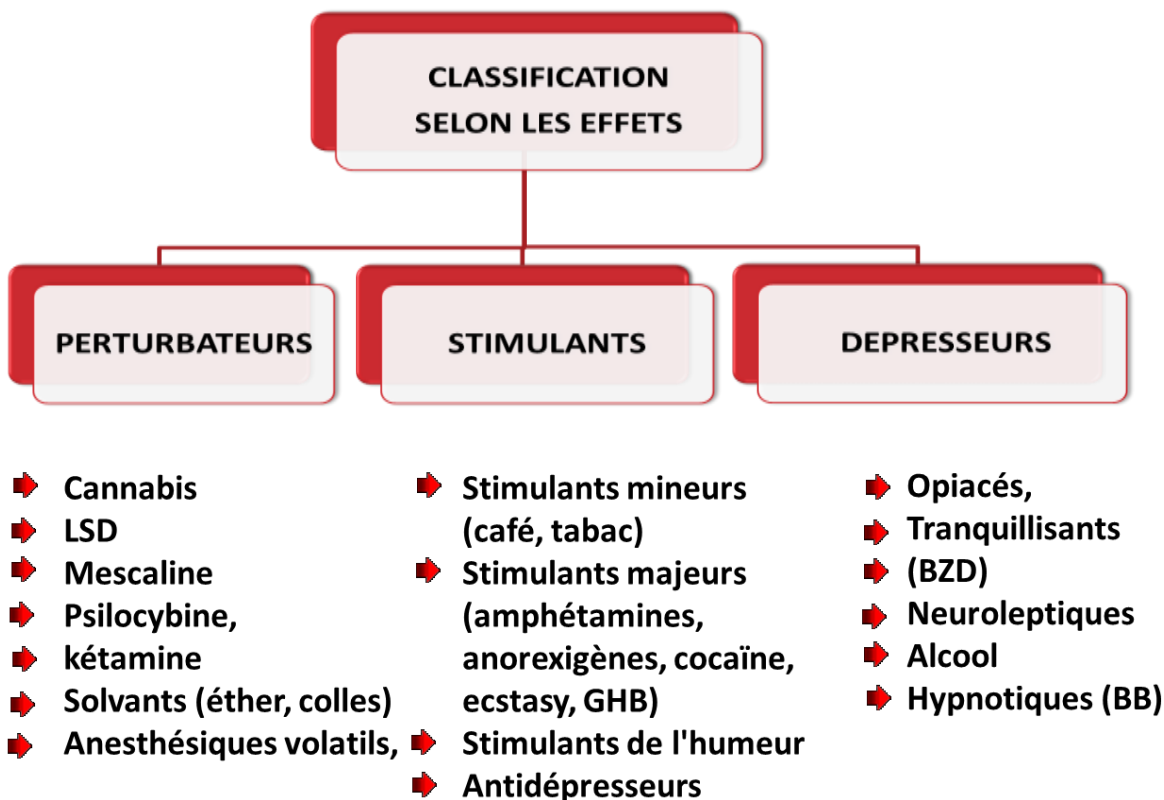 CLASSIFICATION
SELON LES EFFETS
PERTURBATEURS
STIMULANTS
DEPRESSEURS
Cannabis
LSD
Mescaline
Psilocybine,
kétamine
Solvants (éther, colles)
Anesthésiques volatils,
Stimulants mineurs
(café, tabac)
Stimulants majeurs
(amphétamines,
anorexigènes, cocaïne,
ecstasy, GHB)
Stimulants de l'humeur
Antidépresseurs
Opiacés,
Tranquillisants
(BZD)
Neuroleptiques
Alcool
Hypnotiques (BB)